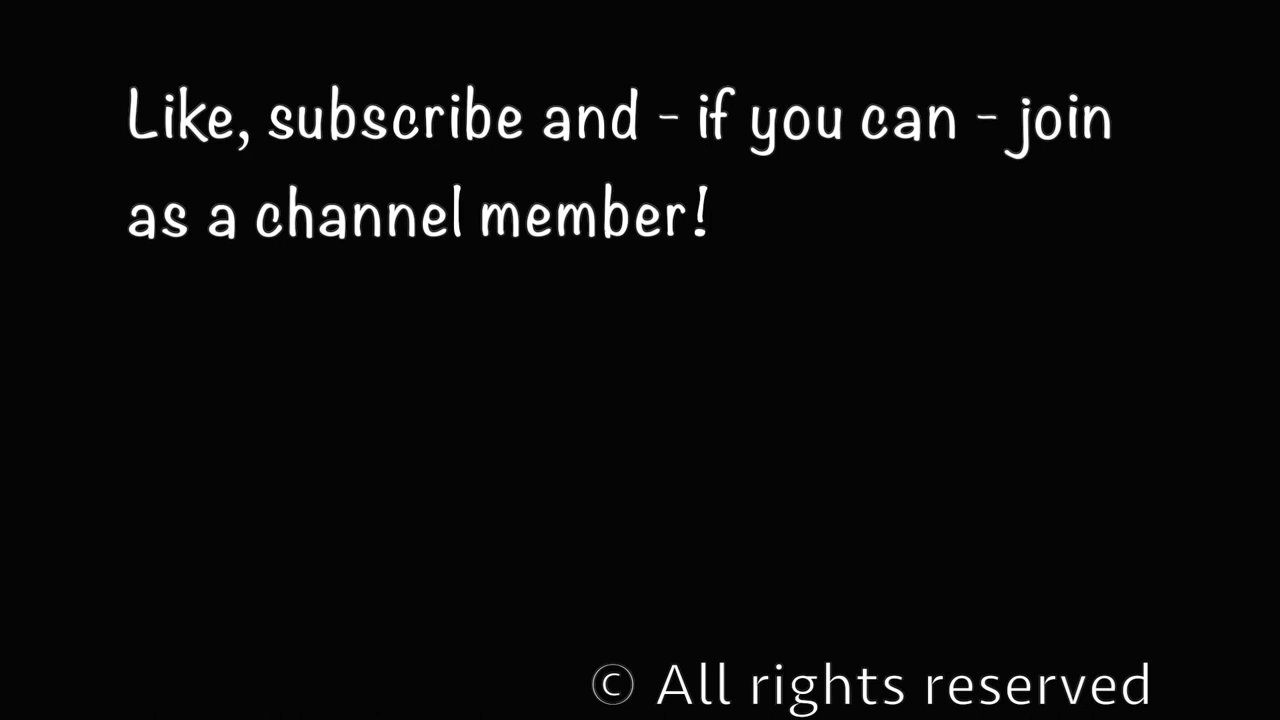 Like, subscribe and - if you can - join
as a channel member!
© All rights reserved